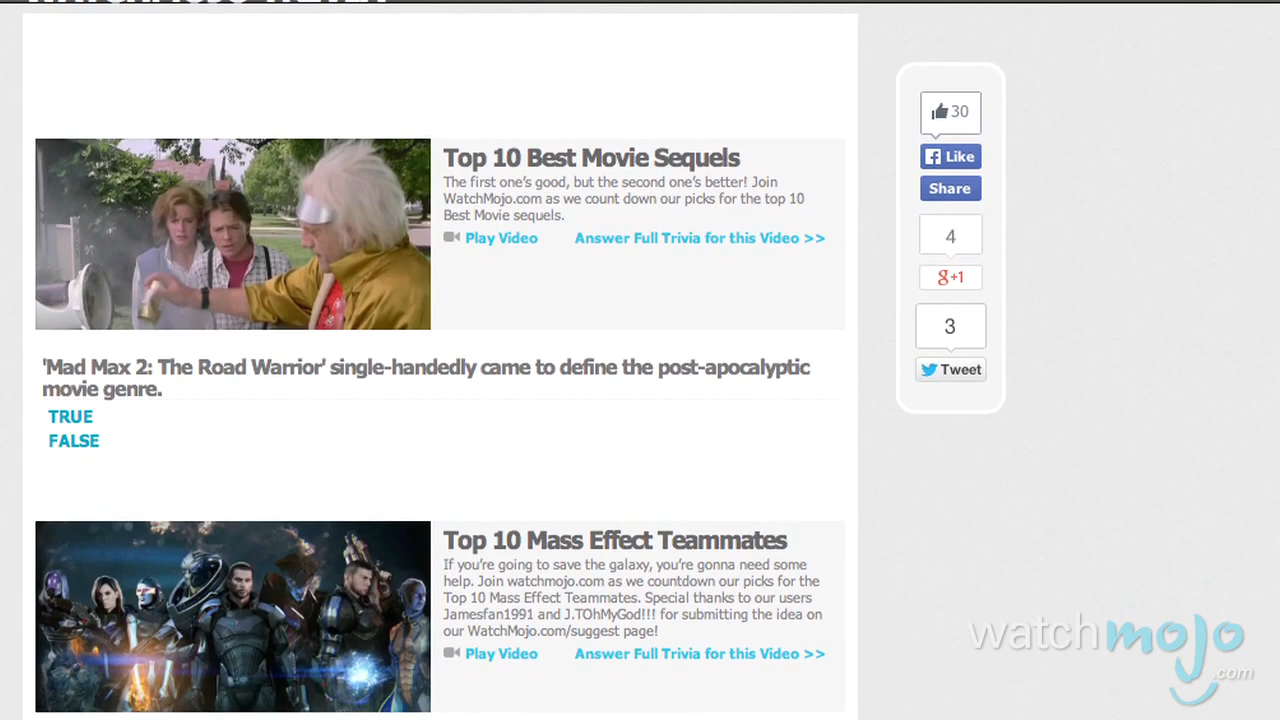 Top 10 Best Movie Sequels
The first one's good, but the second one's better! Join
WatchMojo.com as we count down our picks for the top 10
Best Movie sequels.
Play Video
Answer Full Trivia for this Video >>
'Mad Max 2: The Road Warrior' single-handedly came to define the post-apocalyptic
movie genre.
TRUE
FALSE
Top 10 Mass Effect Teammates
If you're going to save the galaxy, you're gonna need some
help. Join watchmojo.com as we countdown our picks for the
Top 10 Mass Effect Teammates. Special thanks to our users
Jamesfan1991 and J.TOhMyGod!!! for submitting the idea on
our WatchMojo.com/suggest page!
Play Video
Answer Full Trivia for this Video >>
30
Like
Share
4
g+1
3
Tweet
watchmojo
.com